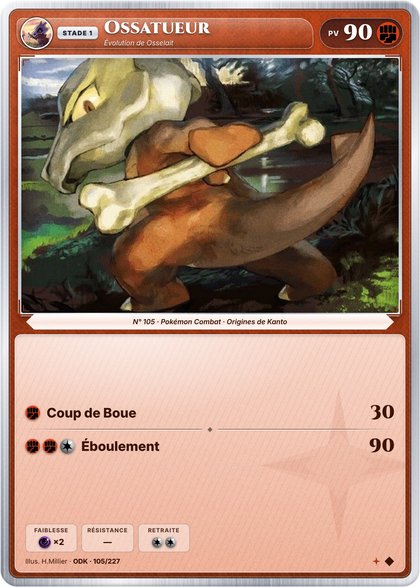 STADE 1
OSSATUEUR
Évolution de Osselait
PV 90
N° 105 · Pokémon Combat · Origines de Kanto
Coup de Boue 30
Éboulement 90
FAIBLESSE RÉSISTANCE RETRAITE
×2 —
Illus. H.Millier · ODK · 105/227